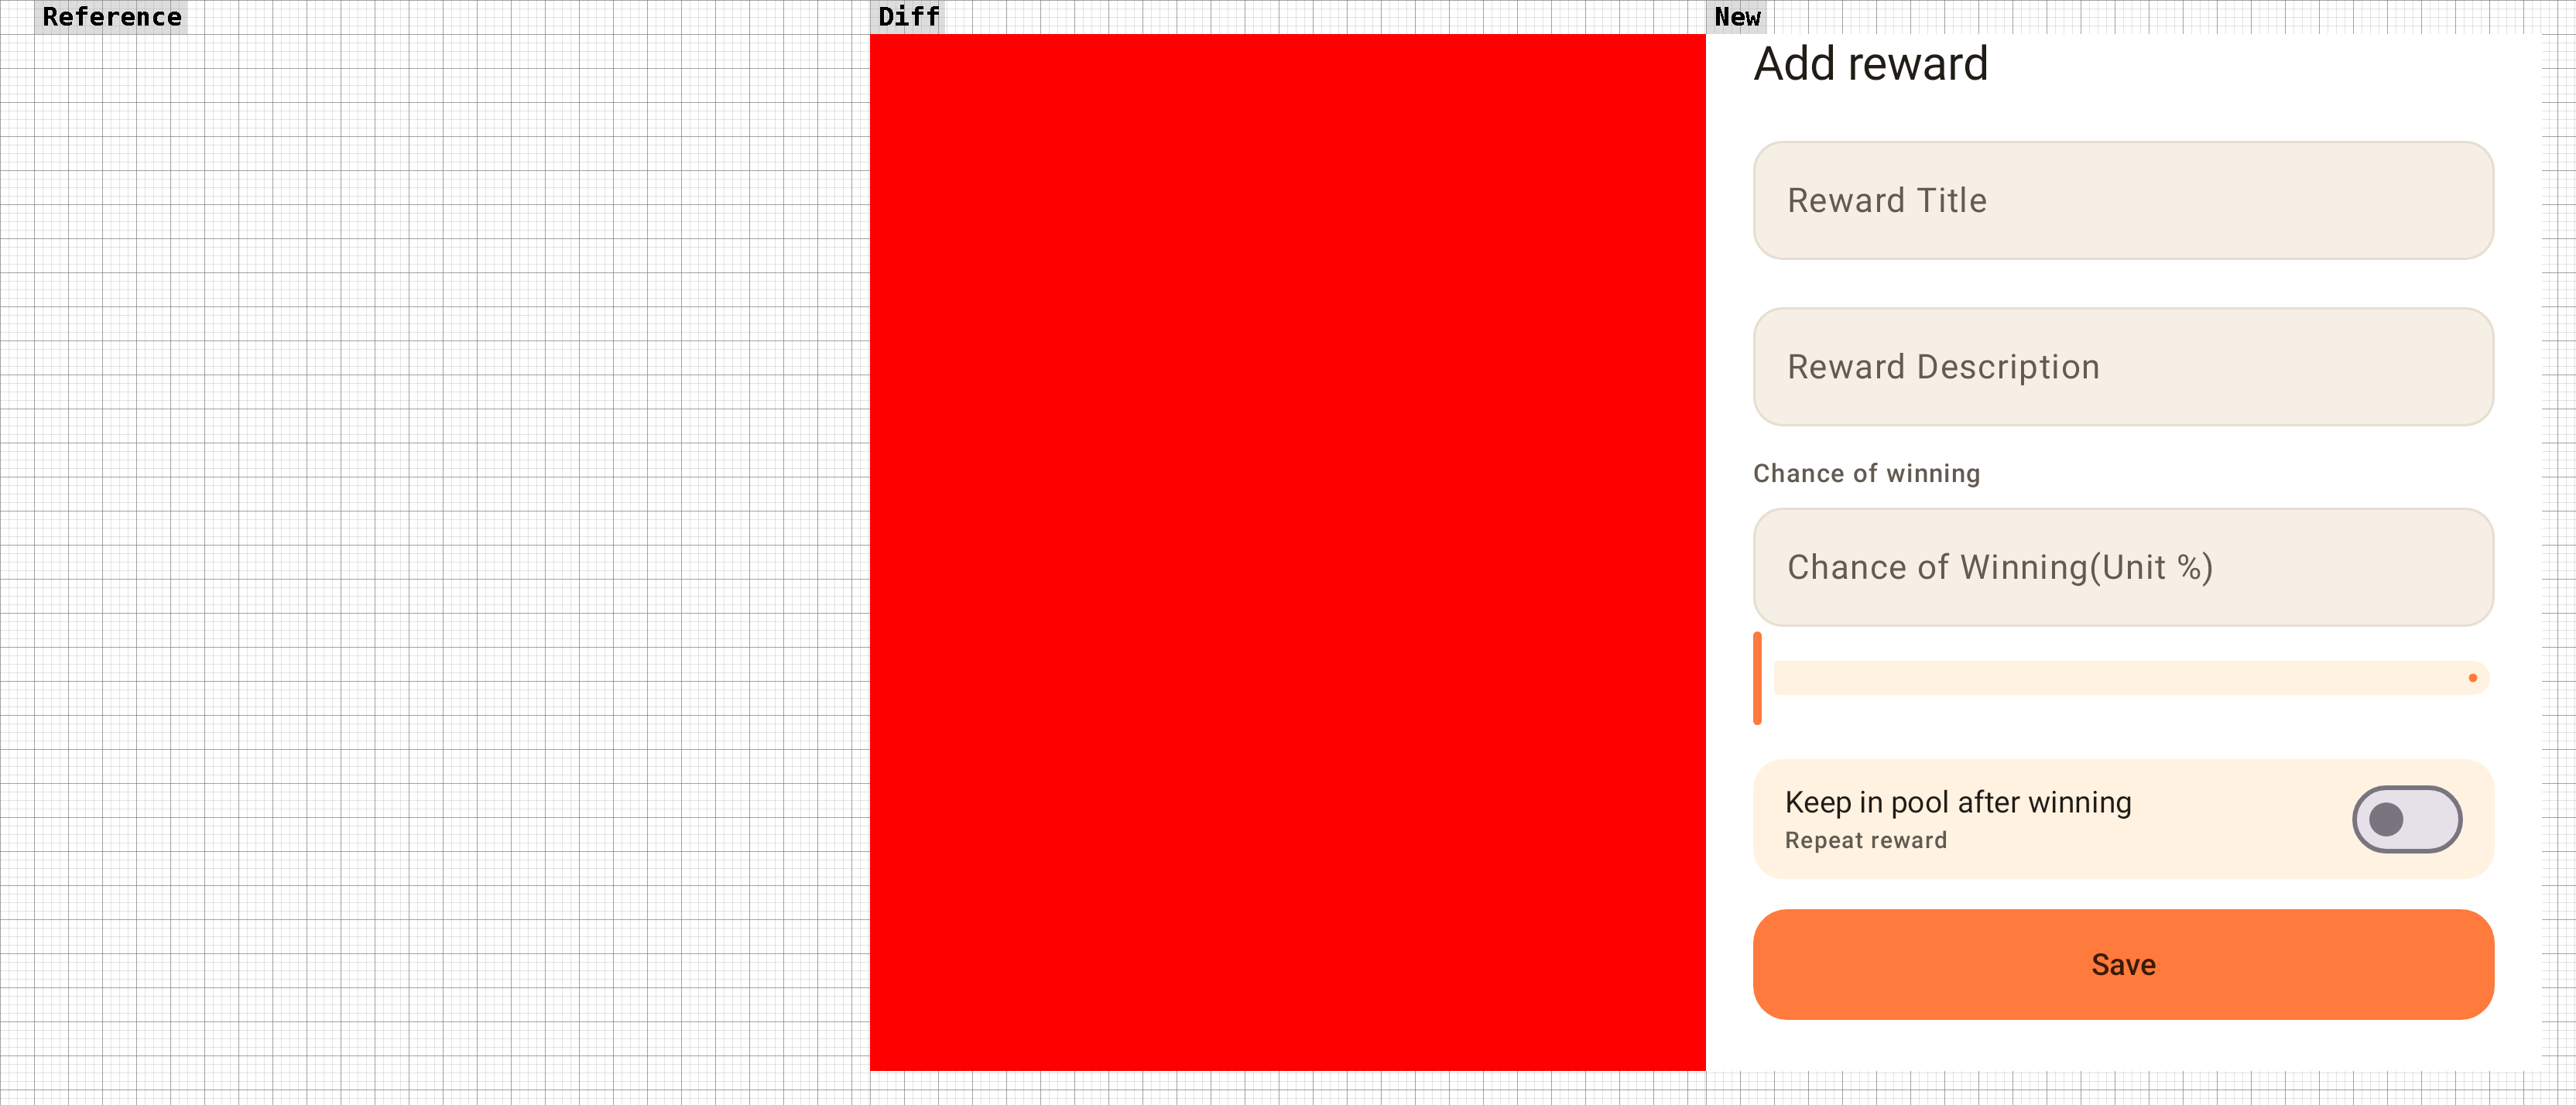 Reference
Diff
New
Add reward
Reward Title
Reward Description
Chance of winning
Chance of Winning(Unit %)
Keep in pool after winning
Repeat reward
Save